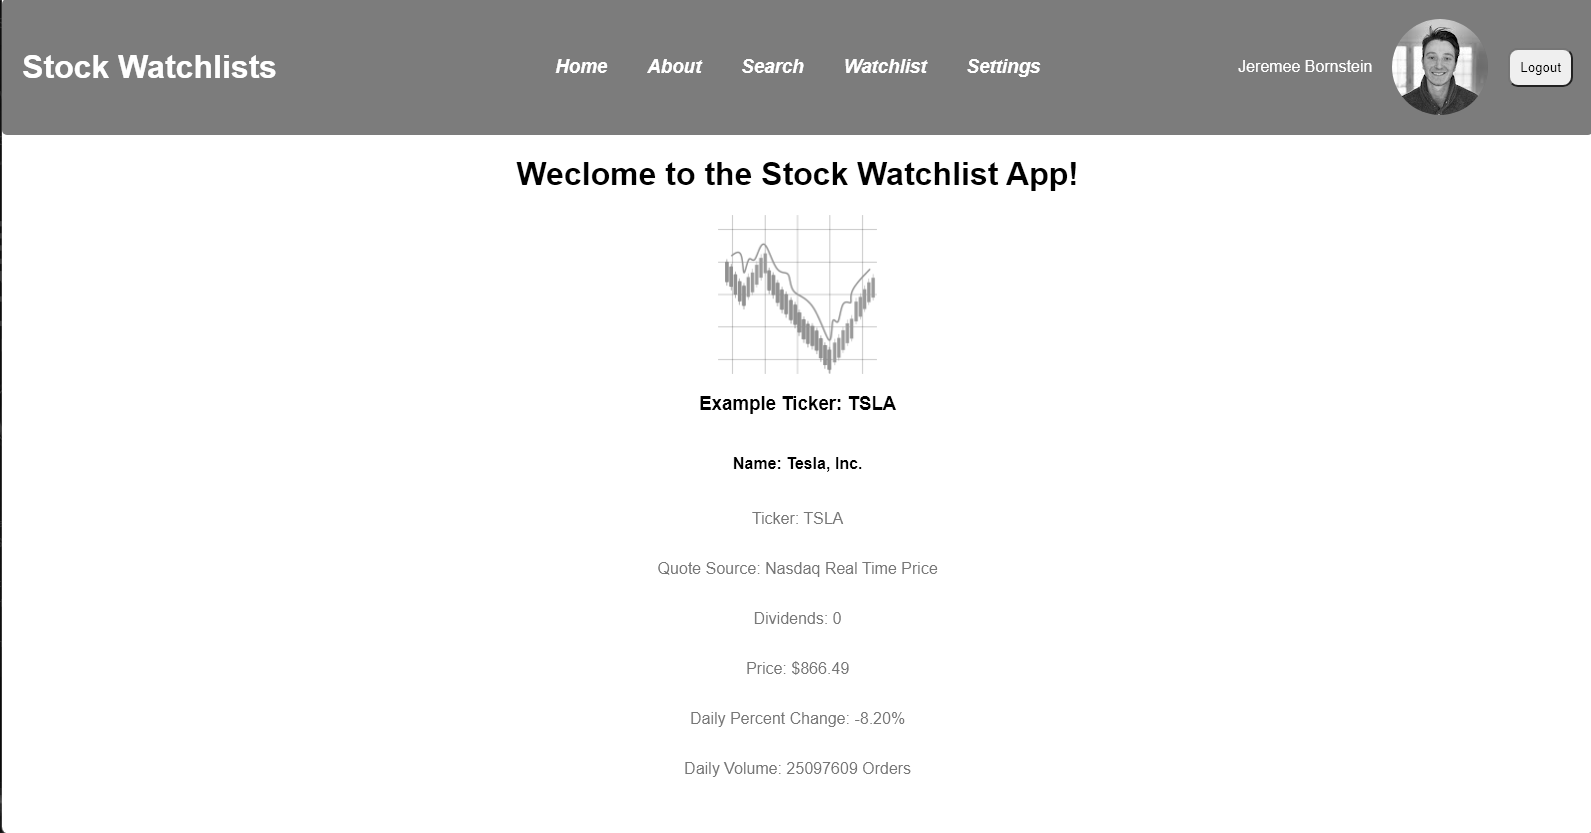 Stock Watchlists
Home About Search Watchlist Settings
Jeremee Bornstein
Logout
Weclome to the Stock Watchlist App!
Example Ticker: TSLA
Name: Tesla, Inc.
Ticker: TSLA
Quote Source: Nasdaq Real Time Price
Dividends: 0
Price: $866.49
Daily Percent Change: -8.20%
Daily Volume: 25097609 Orders